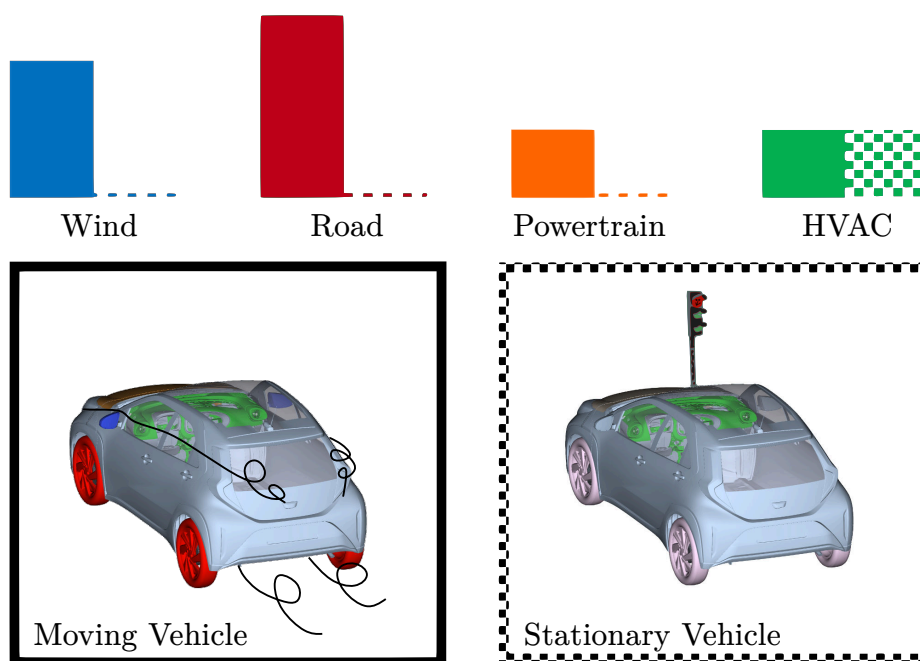 Wind
Road
Powertrain
HVAC
Moving Vehicle
Stationary Vehicle